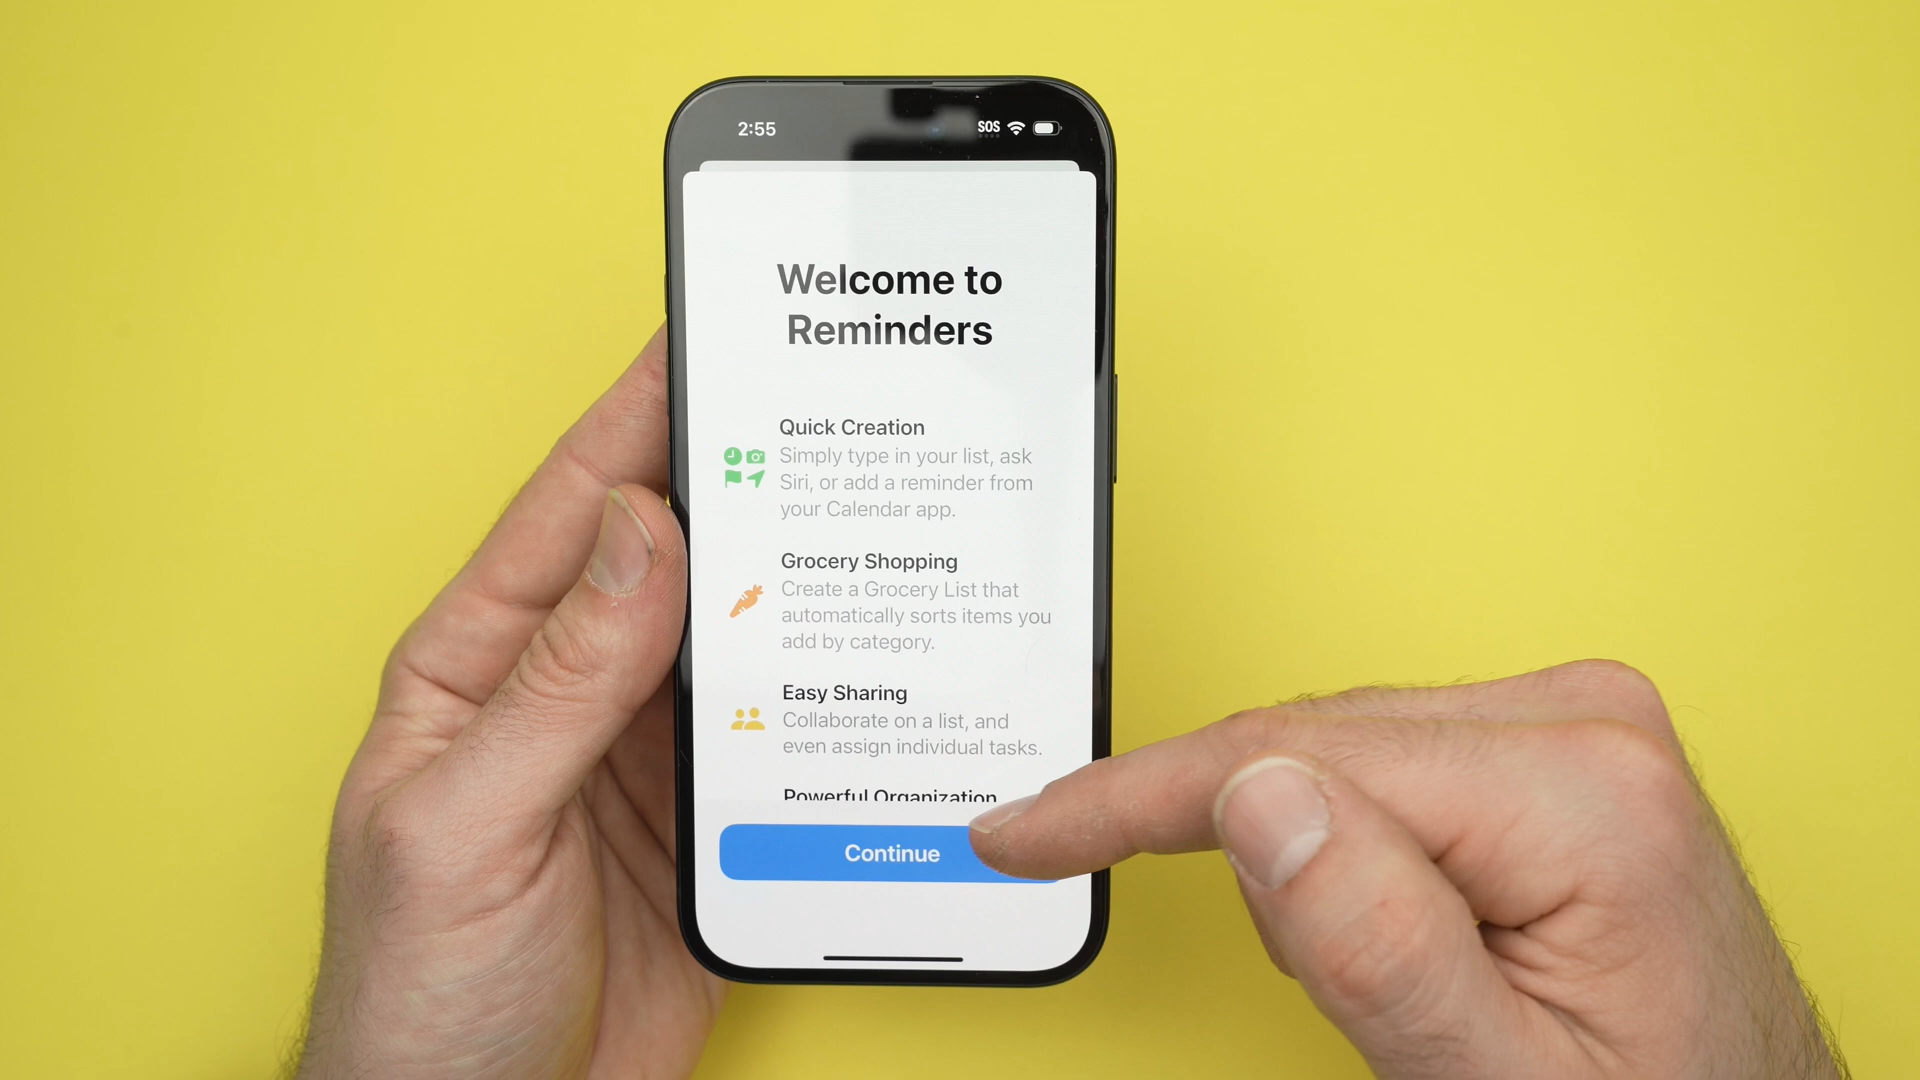 2:55
SOS
Welcome to
Reminders
Quick Creation
Simply type in your list, ask
Siri, or add a reminder from
your Calendar app.
Grocery Shopping
Create a Grocery List that
automatically sorts items you
add by category.
Easy Sharing
Collaborate on a list, and
even assign individual tasks.
Powerful Organization
Continue